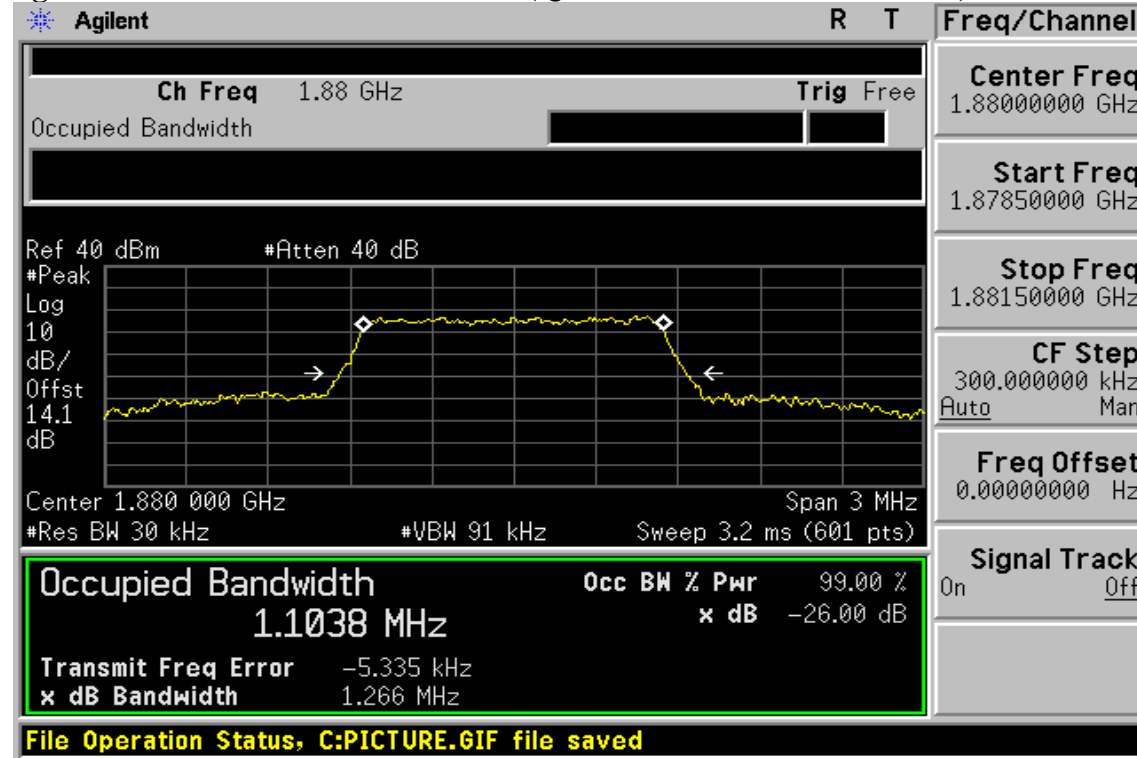 Agilent R T
Freq/Channel
Ch Freq 1.88 GHz Trig Free
Occupied Bandwidth
Center Freq
1.88000000 GHz
Start Freq
1.87850000 GHz
Stop Freq
1.88150000 GHz
CF Step
300.000000 kHz
Auto Man
Freq Offset
0.00000000 Hz
Signal Track
On Off
Ref 40 dBm #Atten 40 dB
#Peak
Log
10
dB/
Offst
14.1
dB
Center 1.880 000 GHz Span 3 MHz
#Res BW 30 kHz #VBW 91 kHz Sweep 3.2 ms (601 pts)
Occupied Bandwidth Occ BW % Pwr 99.00 %
1.1038 MHz x dB -26.00 dB
Transmit Freq Error -5.335 kHz
x dB Bandwidth 1.266 MHz
File Operation Status, C:PICTURE.GIF file saved